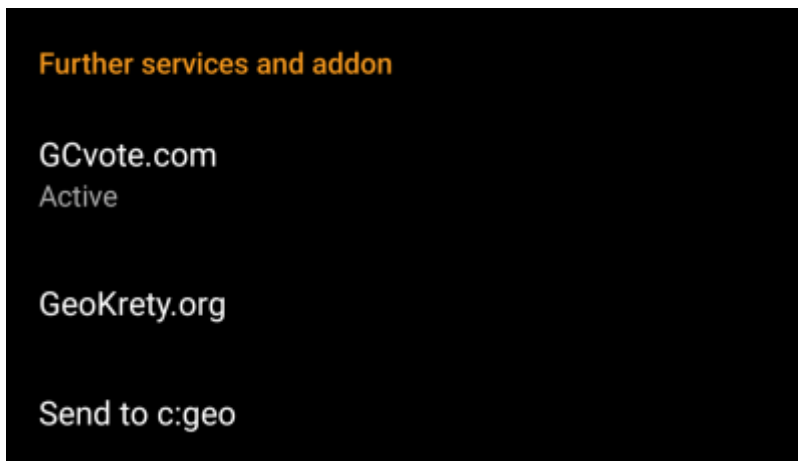 Further services and addon
GCvote.com
Active
GeoKrety.org
Send to c:geo